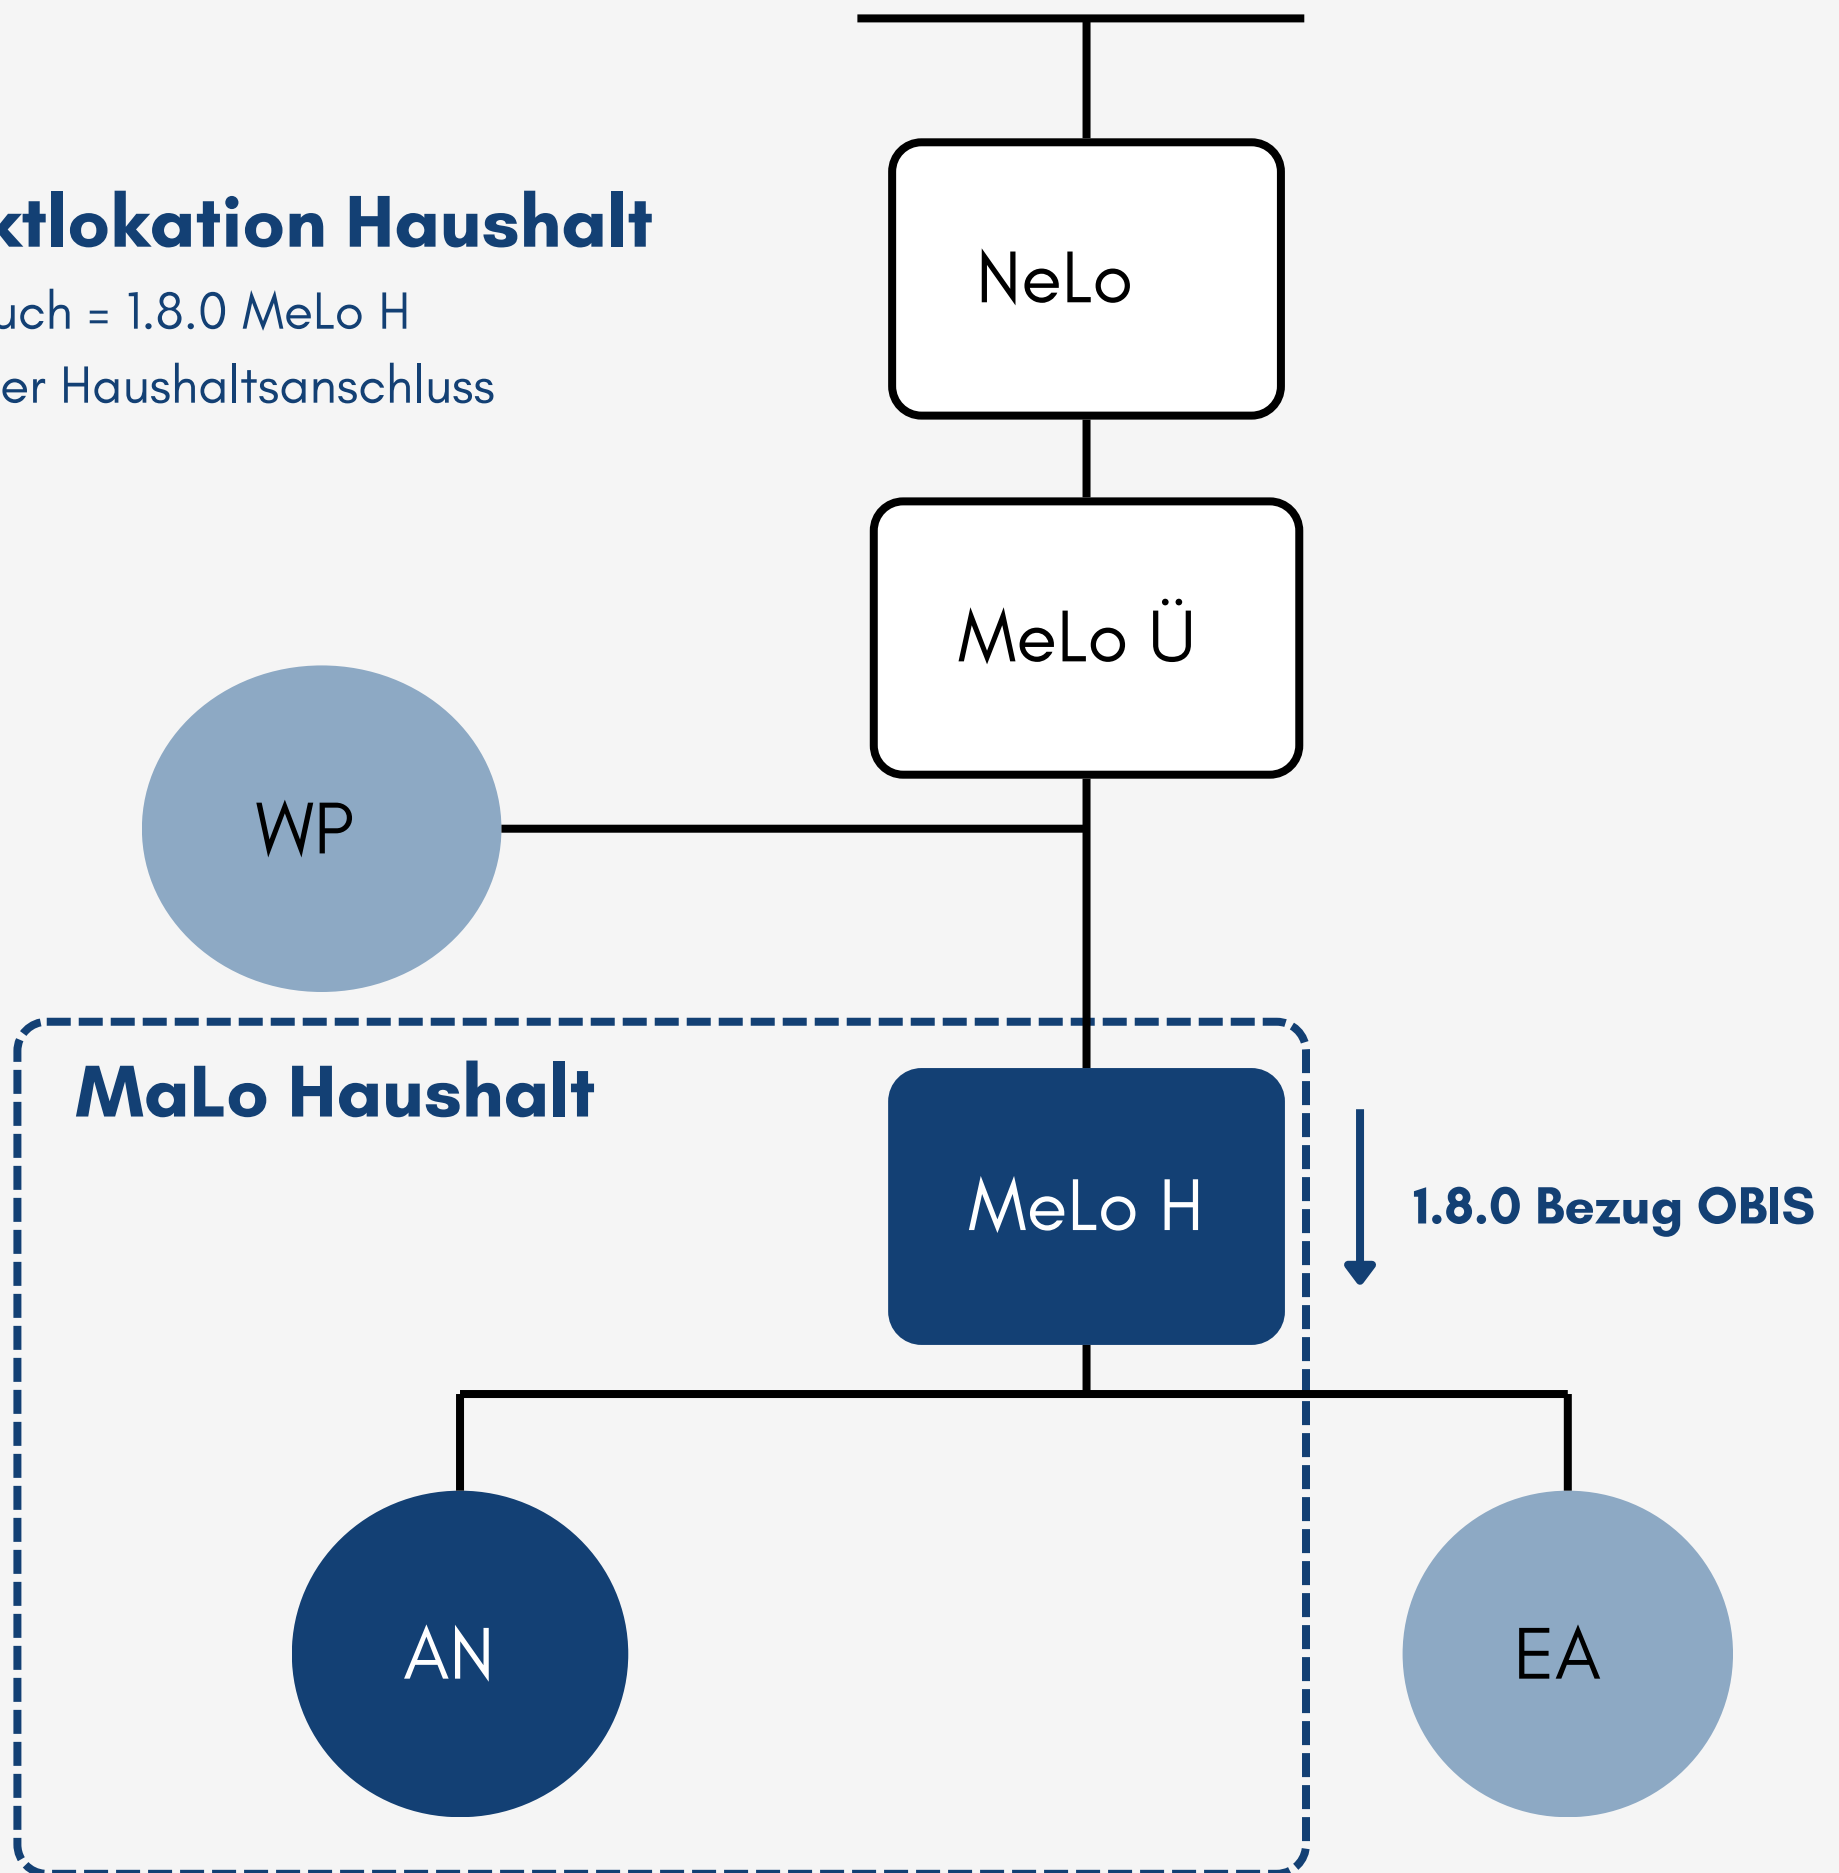 ktlokation Haushalt
uch = 1.8.0 MeLo H
er Haushaltsanschluss
NeLo
MeLo Ü
WP
MaLo Haushalt
MeLo H
1.8.0 Bezug OBIS
AN
EA